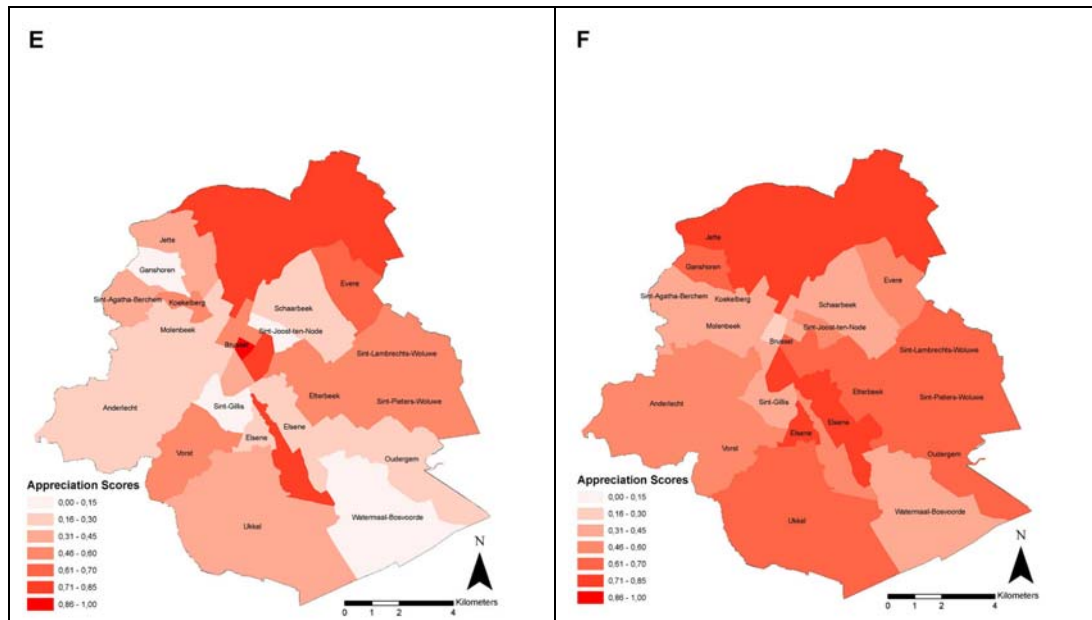 E
Jette
Ganshoren
Evere
Sint-Agatha-Berchem
Koekelberg
Schaarbeek
Molenbeek
Sint-Joost-ten-Node
Brussel
Sint-Lambrechts-Woluwe
Etterbeek
Sint-Pieters-Woluwe
Anderlecht
Sint-Gillis
Elsene
Elsene
Vorst
Oudergem
Watermaal-Bosvoorde
Ukkel
Appreciation Scores
0,00 - 0,15
0,16 - 0,30
0,31 - 0,45
0,46 - 0,60
0,61 - 0,70
0,71 - 0,85
0,86 - 1,00
N
Kilometers
0 1 2 4
F
Jette
Ganshoren
Evere
Sint-Agatha-Berchem
Koekelberg
Schaarbeek
Molenbeek
Sint-Joost-ten-Node
Brussel
Sint-Lambrechts-Woluwe
Etterbeek
Sint-Pieters-Woluwe
Anderlecht
Sint-Gillis
Elsene
Elsene
Vorst
Oudergem
Watermaal-Bosvoorde
Ukkel
Appreciation Scores
0,00 - 0,15
0,16 - 0,30
0,31 - 0,45
0,46 - 0,60
0,61 - 0,70
0,71 - 0,85
0,86 - 1,00
N
Kilometers
0 1 2 4